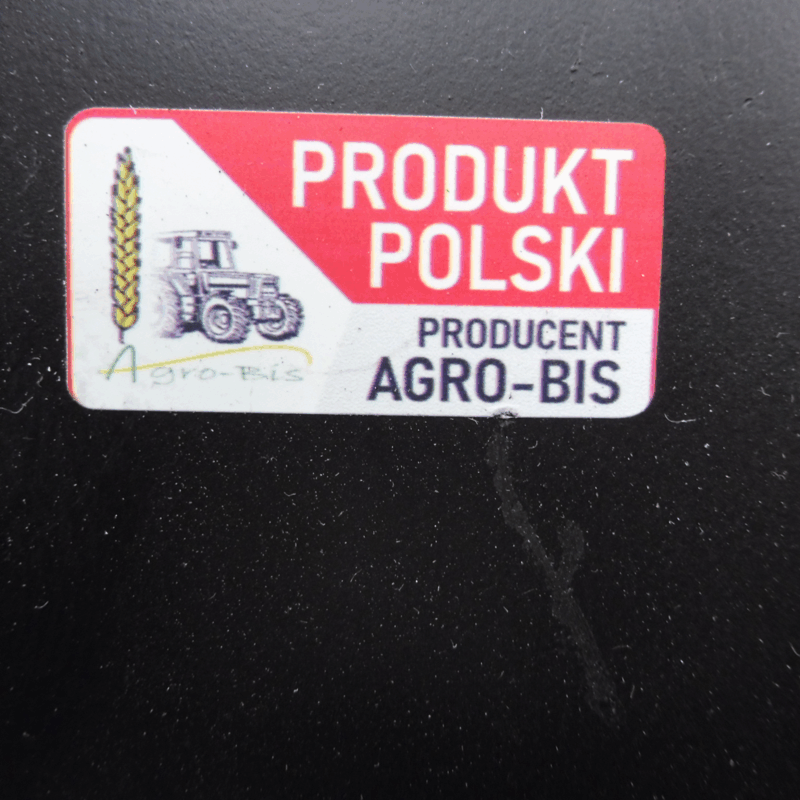 PRODUKT
POLSKI
PRODUCENT
AGRO-BIS
Agro-Bis